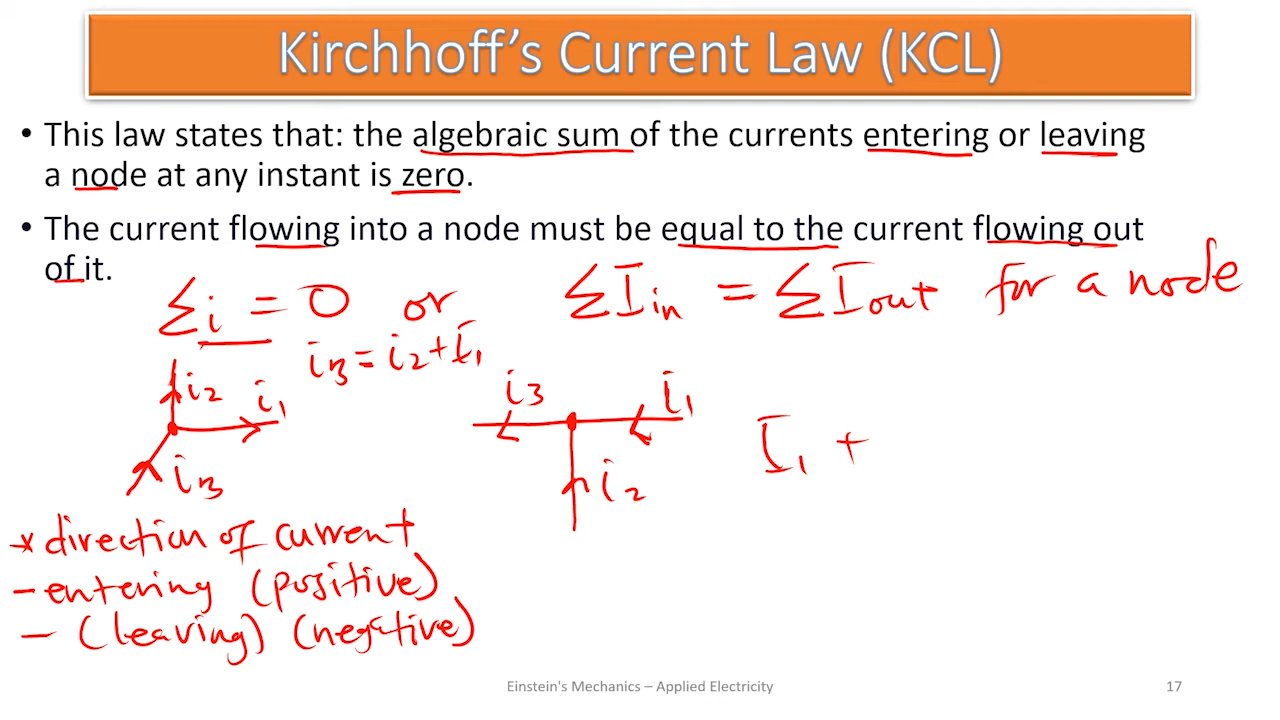 Kirchhoff's Current Law (KCL)
• This law states that: the algebraic sum of the currents entering or leaving
a node at any instant is zero.
• The current flowing into a node must be equal to the current flowing out
of it.
Σi = 0 or ΣIin = ΣIout for a node
i3 = i2 + I1
i2 i1 i3 I1
I1 +
i3 i2
* direction of current
- entering (positive)
- (leaving) (negative)
Einstein's Mechanics – Applied Electricity 17